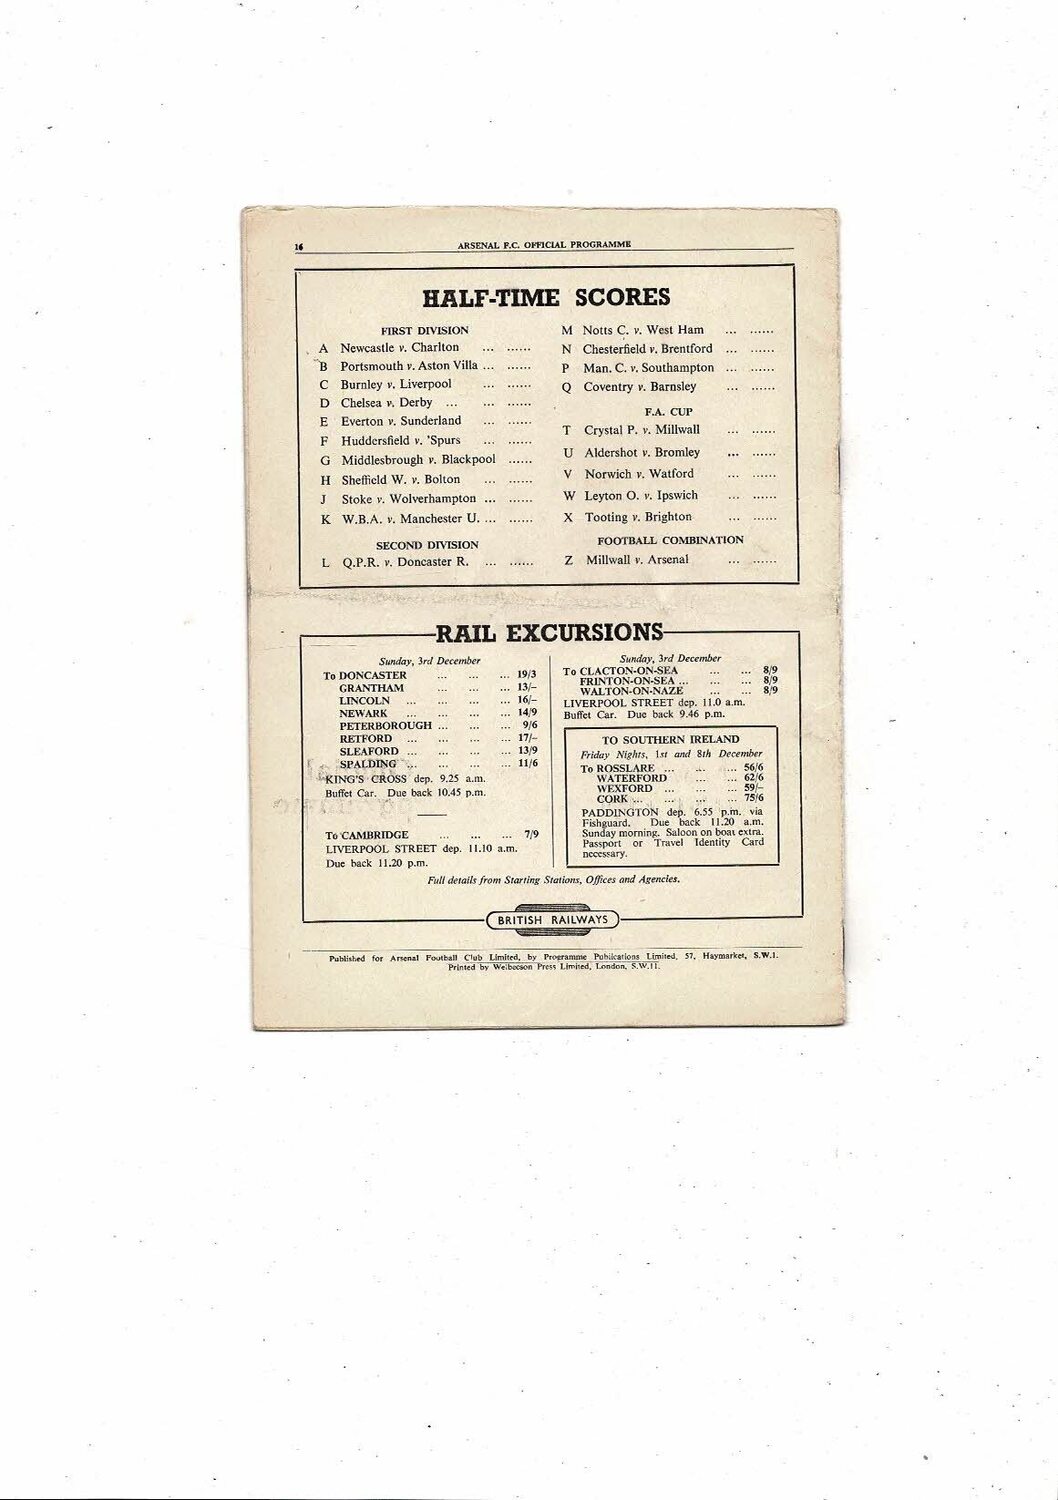 16
ARSENAL F.C. OFFICIAL PROGRAMME
HALF-TIME SCORES
FIRST DIVISION
A Newcastle v. Charlton ... ......
B Portsmouth v. Aston Villa ... ......
C Burnley v. Liverpool ... ......
D Chelsea v. Derby ... ... ......
E Everton v. Sunderland ... ......
F Huddersfield v. 'Spurs ... ......
G Middlesbrough v. Blackpool ......
H Sheffield W. v. Bolton ... ......
J Stoke v. Wolverhampton ... ......
K W.B.A. v. Manchester U. ... ......
SECOND DIVISION
L Q.P.R. v. Doncaster R. ... ......
M Notts C. v. West Ham ... ......
N Chesterfield v. Brentford ... ......
P Man. C. v. Southampton ... ......
Q Coventry v. Barnsley ... ......
F.A. CUP
T Crystal P. v. Millwall ... ......
U Aldershot v. Bromley ... ......
V Norwich v. Watford ... ......
W Leyton O. v. Ipswich ... ......
X Tooting v. Brighton ... ......
FOOTBALL COMBINATION
Z Millwall v. Arsenal ... ......
RAIL EXCURSIONS
Sunday, 3rd December
To DONCASTER ... ... ... 19/3
GRANTHAM ... ... ... 13/–
LINCOLN ... ... ... ... 16/–
NEWARK ... ... ... ... 14/9
PETERBOROUGH ... ... ... 9/6
RETFORD ... ... ... ... 17/–
SLEAFORD ... ... ... ... 13/9
SPALDING ... ... ... ... 11/6
KING'S CROSS dep. 9.25 a.m.
Buffet Car. Due back 10.45 p.m.
To CAMBRIDGE ... ... ... 7/9
LIVERPOOL STREET dep. 11.10 a.m.
Due back 11.20 p.m.
Sunday, 3rd December
To CLACTON-ON-SEA ... ... 8/9
FRINTON-ON-SEA ... ... ... 8/9
WALTON-ON-NAZE ... ... 8/9
LIVERPOOL STREET dep. 11.0 a.m.
Buffet Car. Due back 9.46 p.m.
TO SOUTHERN IRELAND
Friday Nights, 1st and 8th December
To ROSSLARE ... ... ... 56/6
WATERFORD ... ... 62/6
WEXFORD ... ... ... 59/–
CORK ... ... ... ... 75/6
PADDINGTON dep. 6.55 p.m. via
Fishguard. Due back 11.20 a.m.
Sunday morning. Saloon on boat extra.
Passport or Travel Identity Card
necessary.
Full details from Starting Stations, Offices and Agencies.
BRITISH RAILWAYS
Published for Arsenal Football Club Limited, by Programme Publications Limited, 57, Haymarket, S.W.1.
Printed by Welbecson Press Limited, London, S.W.11.